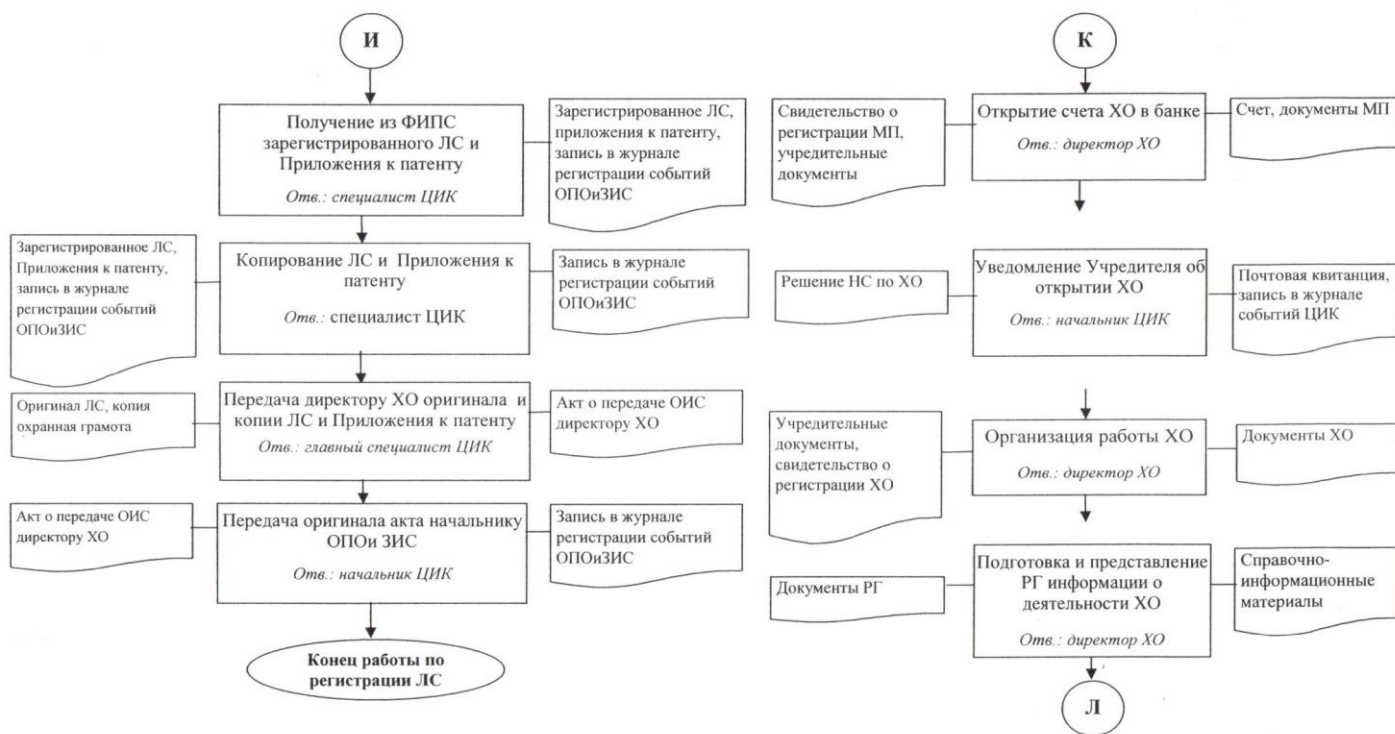 И
Получение из ФИПС
зарегистрированного ЛС и
Приложения к патенту
Отв.: специалист ЦИК
Зарегистрированное ЛС,
приложения к патенту,
запись в журнале
регистрации событий
ОПОиЗИС
Зарегистрированное ЛС,
Приложения к патенту,
запись в журнале
регистрации событий
ОПОиЗИС
Копирование ЛС и Приложения к
патенту
Отв.: специалист ЦИК
Запись в журнале
регистрации событий
ОПОиЗИС
Оригинал ЛС, копия
охранная грамота
Передача директору ХО оригинала и
копии ЛС и Приложения к патенту
Отв.: главный специалист ЦИК
Акт о передаче ОИС
директору ХО
Акт о передаче ОИС
директору ХО
Передача оригинала акта начальнику
ОПОи ЗИС
Отв.: начальник ЦИК
Запись в журнале
регистрации событий
ОПОиЗИС
Конец работы по
регистрации ЛС
К
Свидетельство о
регистрации МП,
учредительные
документы
Открытие счета ХО в банке
Отв.: директор ХО
Счет, документы МП
Решение НС по ХО
Уведомление Учредителя об
открытии ХО
Отв.: начальник ЦИК
Почтовая квитанция,
запись в журнале
событий ЦИК
Учредительные
документы,
свидетельство о
регистрации ХО
Организация работы ХО
Отв.: директор ХО
Документы ХО
Документы РГ
Подготовка и представление
РГ информации о
деятельности ХО
Отв.: директор ХО
Справочно-
информационные
материалы
Л